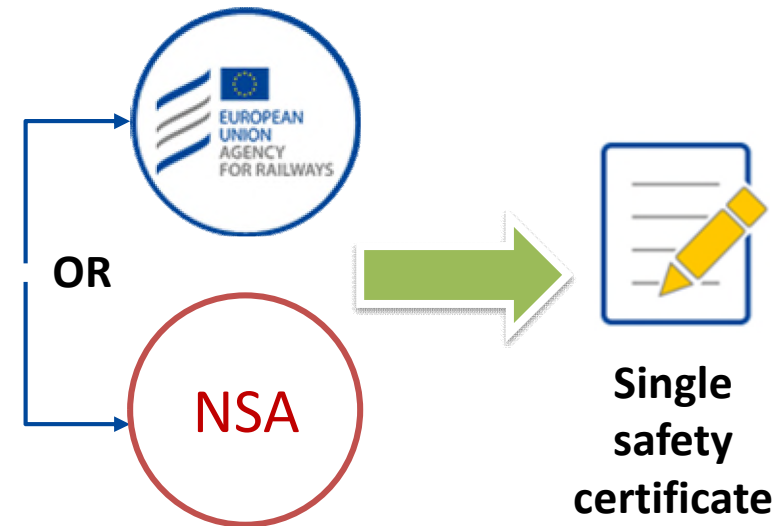 EUROPEAN
UNION
AGENCY
FOR RAILWAYS
OR
NSA
Single
safety
certificate